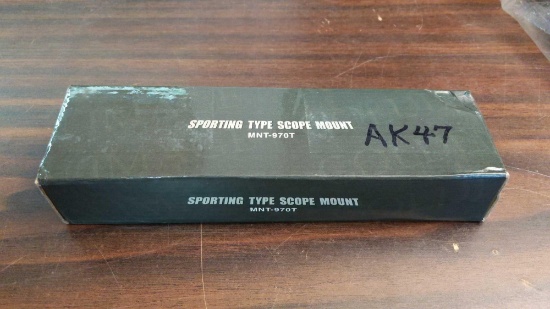 SPORTING TYPE SCOPE MOUNT
MNT-970T
AK47
SPORTING TYPE SCOPE MOUNT
MNT-970T